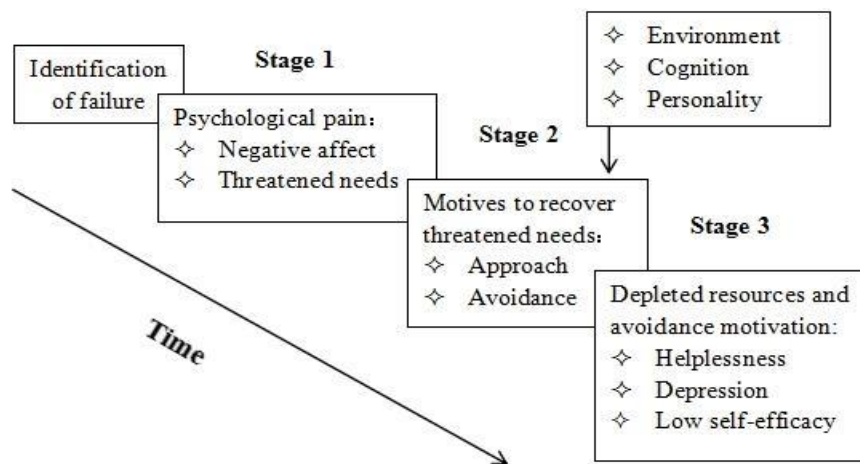 Identification
of failure
Stage 1
Psychological pain:
✧ Negative affect
✧ Threatened needs
Stage 2
✧ Environment
✧ Cognition
✧ Personality
Motives to recover
threatened needs:
✧ Approach
✧ Avoidance
Stage 3
Depleted resources and
avoidance motivation:
✧ Helplessness
✧ Depression
✧ Low self-efficacy
Time